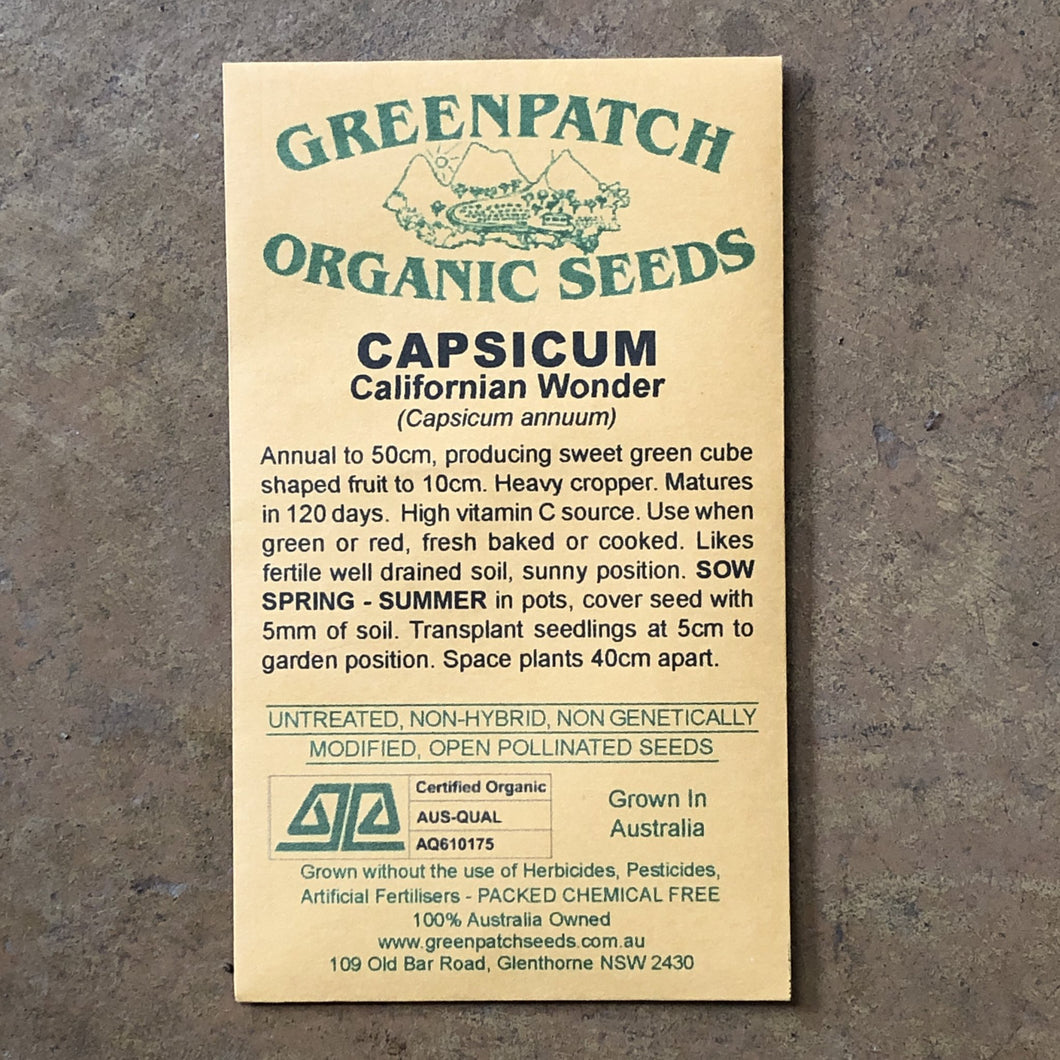 GREENPATCH
ORGANIC SEEDS
CAPSICUM
Californian Wonder
(Capsicum annuum)
Annual to 50cm, producing sweet green cube
shaped fruit to 10cm. Heavy cropper. Matures
in 120 days. High vitamin C source. Use when
green or red, fresh baked or cooked. Likes
fertile well drained soil, sunny position. SOW
SPRING - SUMMER in pots, cover seed with
5mm of soil. Transplant seedlings at 5cm to
garden position. Space plants 40cm apart.
UNTREATED, NON-HYBRID, NON GENETICALLY
MODIFIED, OPEN POLLINATED SEEDS
Certified Organic
AUS-QUAL
AQ610175
Grown In
Australia
Grown without the use of Herbicides, Pesticides,
Artificial Fertilisers - PACKED CHEMICAL FREE
100% Australia Owned
www.greenpatchseeds.com.au
109 Old Bar Road, Glenthorne NSW 2430